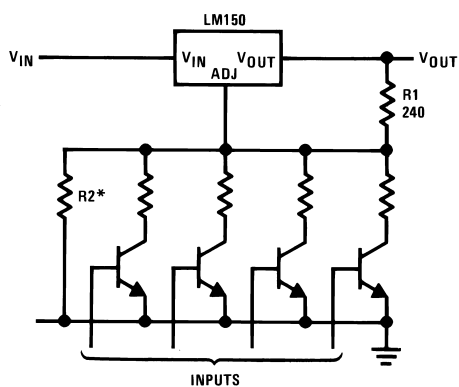 LM150
V_IN
V_IN V_OUT
ADJ
V_OUT
R1
240
R2*
INPUTS